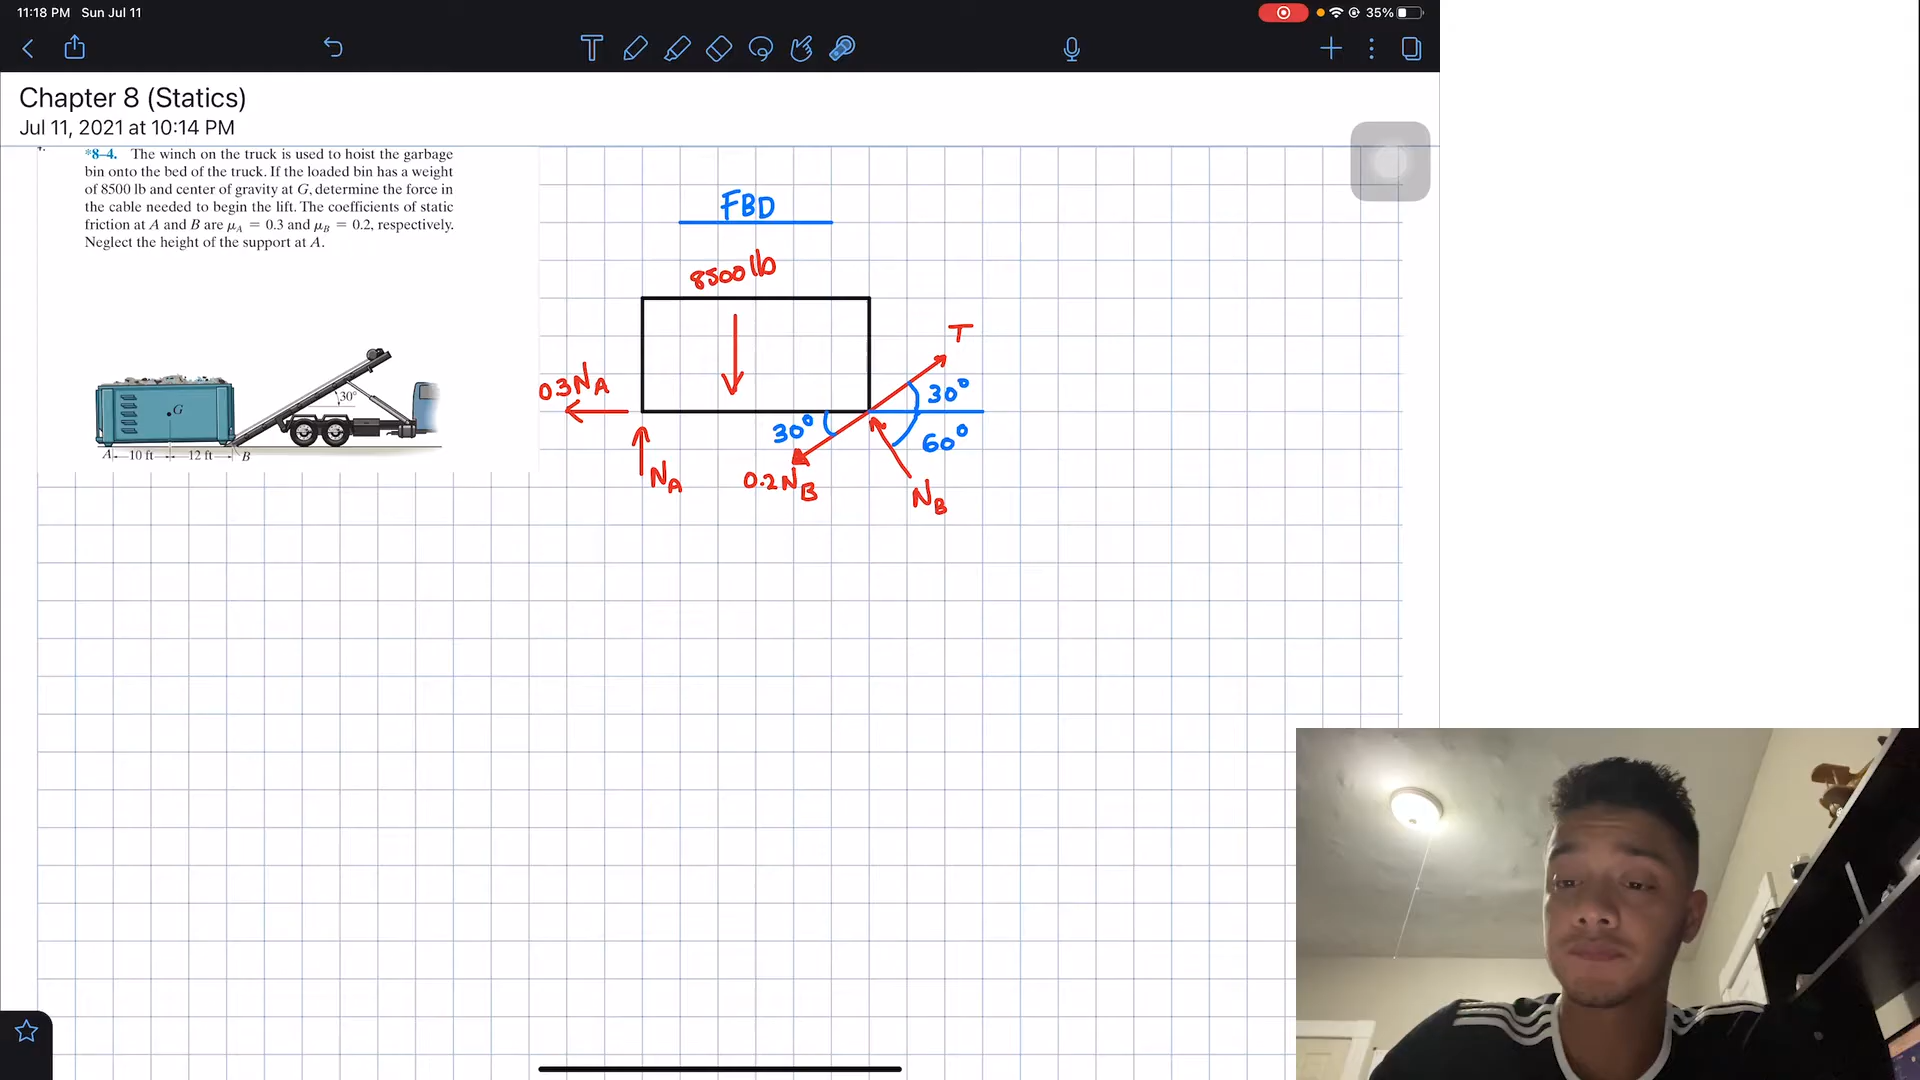 11:18 PM Sun Jul 11
35%
Chapter 8 (Statics)
Jul 11, 2021 at 10:14 PM
*8–4. The winch on the truck is used to hoist the garbage
bin onto the bed of the truck. If the loaded bin has a weight
of 8500 lb and center of gravity at G, determine the force in
the cable needed to begin the lift. The coefficients of static
friction at A and B are μA = 0.3 and μB = 0.2, respectively.
Neglect the height of the support at A.
30°
G
A 10 ft 12 ft B
FBD
8500 lb
T
0.3NA
30°
30°
60°
NA
0.2NB
NB